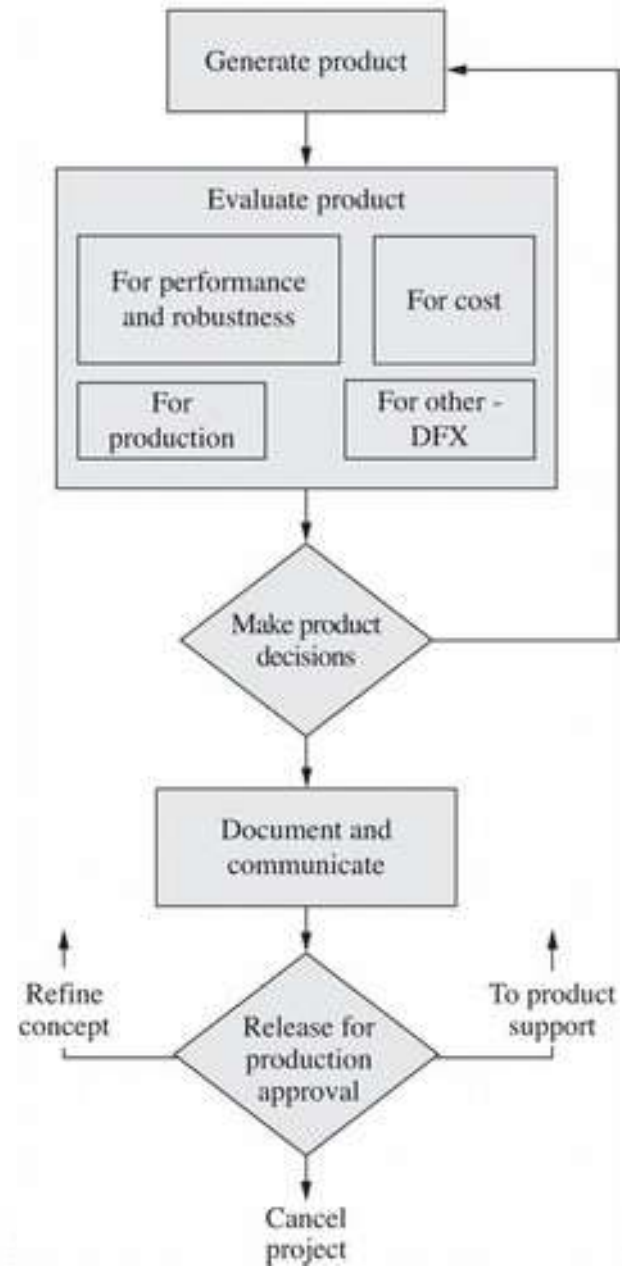 Generate product
Evaluate product
For performance
and robustness
For cost
For
production
For other -
DFX
Make product
decisions
Document and
communicate
Refine
concept
To product
support
Release for
production
approval
Cancel
project